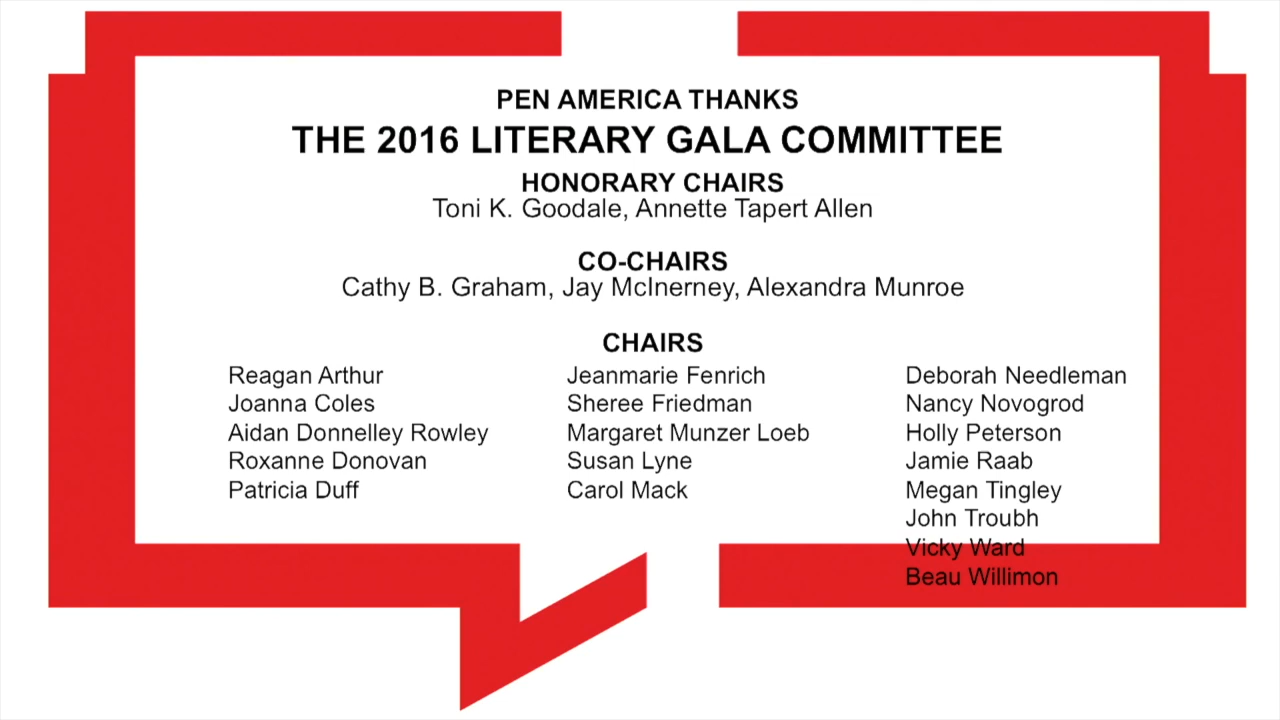 PEN AMERICA THANKS
THE 2016 LITERARY GALA COMMITTEE
HONORARY CHAIRS
Toni K. Goodale, Annette Tapert Allen
CO-CHAIRS
Cathy B. Graham, Jay McInerney, Alexandra Munroe
CHAIRS
Reagan Arthur
Joanna Coles
Aidan Donnelley Rowley
Roxanne Donovan
Patricia Duff
Jeanmarie Fenrich
Sheree Friedman
Margaret Munzer Loeb
Susan Lyne
Carol Mack
Deborah Needleman
Nancy Novogrod
Holly Peterson
Jamie Raab
Megan Tingley
John Troubh
Vicky Ward
Beau Willimon